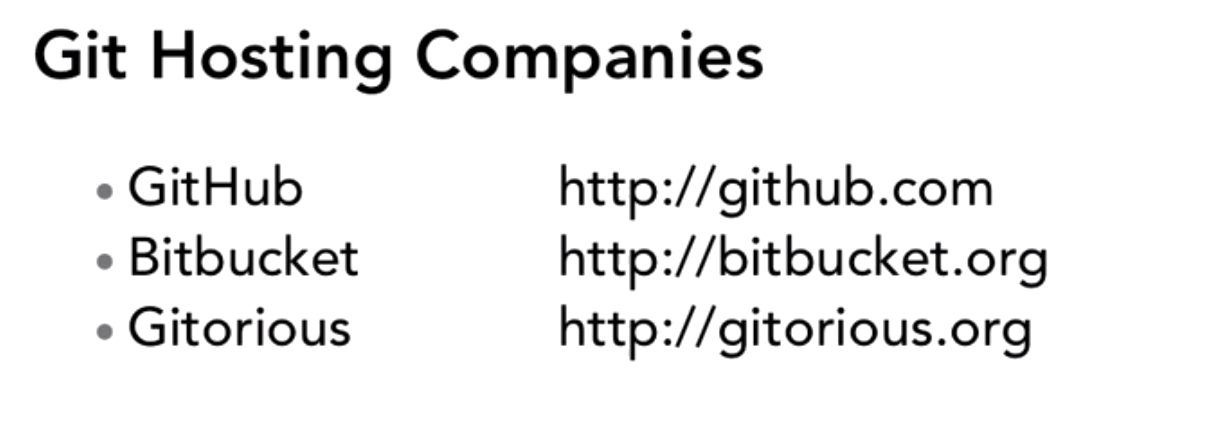 Git Hosting Companies
• GitHub http://github.com
• Bitbucket http://bitbucket.org
• Gitorious http://gitorious.org